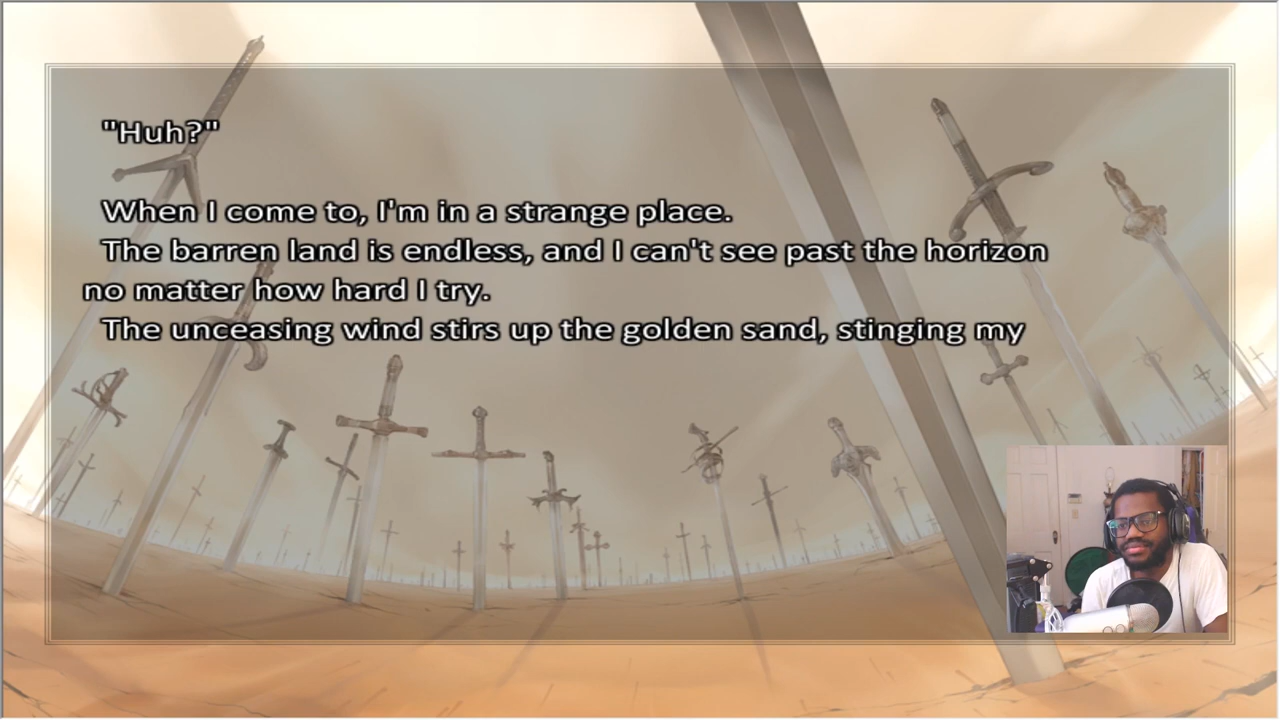 "Huh?"
When I come to, I'm in a strange place.
The barren land is endless, and I can't see past the horizon
no matter how hard I try.
The unceasing wind stirs up the golden sand, stinging my